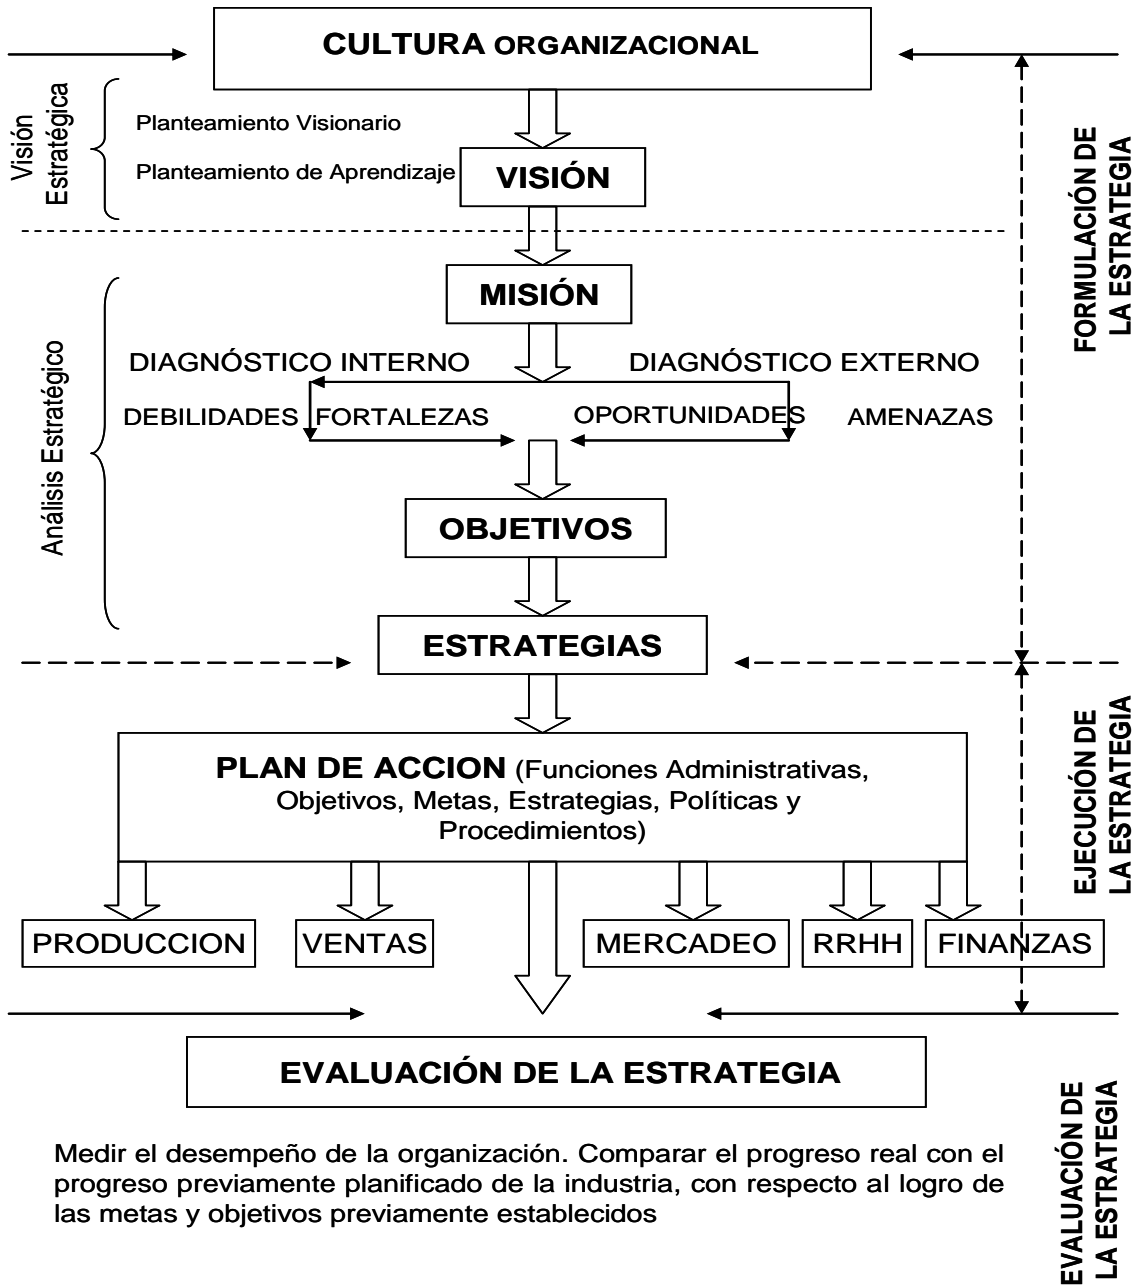 CULTURA ORGANIZACIONAL
Visión
Estratégica
Planteamiento Visionario
Planteamiento de Aprendizaje
VISIÓN
FORMULACIÓN DE
LA ESTRATEGIA
MISIÓN
Análisis Estratégico
DIAGNÓSTICO INTERNO
DIAGNÓSTICO EXTERNO
DEBILIDADES
FORTALEZAS
OPORTUNIDADES
AMENAZAS
OBJETIVOS
ESTRATEGIAS
EJECUCIÓN DE
LA ESTRATEGIA
PLAN DE ACCION (Funciones Administrativas,
Objetivos, Metas, Estrategias, Políticas y
Procedimientos)
PRODUCCION
VENTAS
MERCADEO
RRHH
FINANZAS
EVALUACIÓN DE LA ESTRATEGIA
EVALUACIÓN DE
LA ESTRATEGIA
Medir el desempeño de la organización. Comparar el progreso real con el
progreso previamente planificado de la industria, con respecto al logro de
las metas y objetivos previamente establecidos